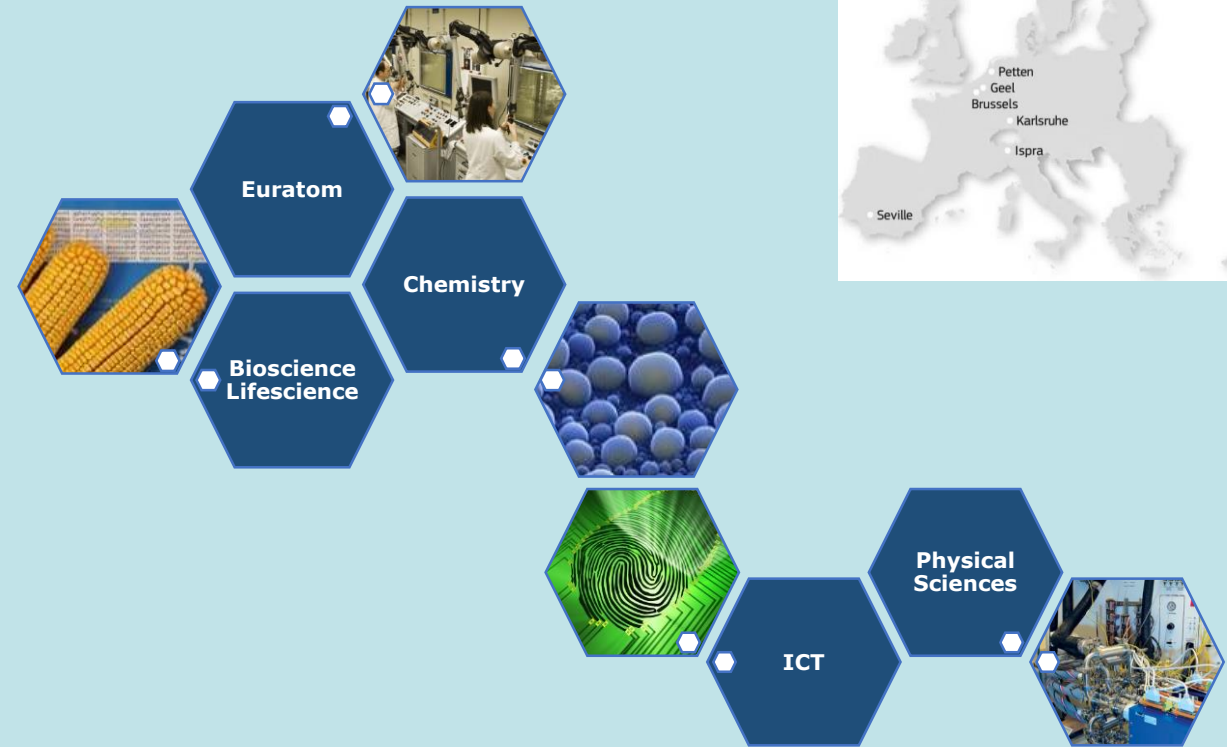 Petten
Geel
Brussels
Karlsruhe
Ispra
Seville
Euratom
Chemistry
Bioscience
Lifescience
Physical
Sciences
ICT